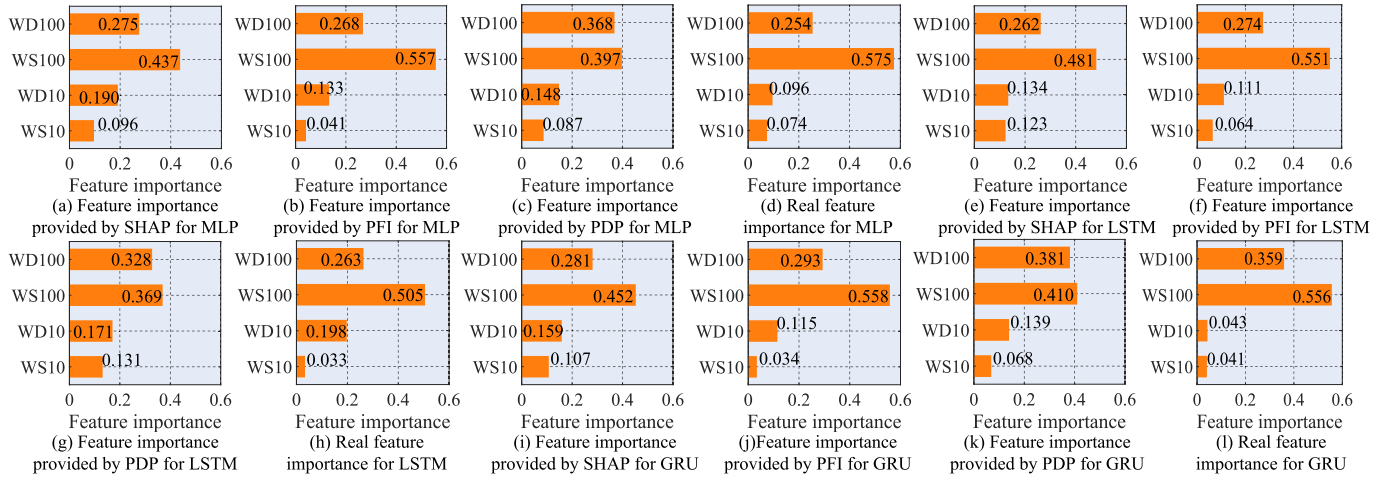 WD100 0.275
WS100 0.437
WD10 0.190
WS10 0.096
0 0.2 0.4 0.6
Feature importance
(a) Feature importance
provided by SHAP for MLP
WD100 0.268
WS100 0.557
WD10 0.133
WS10 0.041
0 0.2 0.4 0.6
Feature importance
(b) Feature importance
provided by PFI for MLP
WD100 0.368
WS100 0.397
WD10 0.148
WS10 0.087
0 0.2 0.4 0.6
Feature importance
(c) Feature importance
provided by PDP for MLP
WD100 0.254
WS100 0.575
WD10 0.096
WS10 0.074
0 0.2 0.4 0.6
Feature importance
(d) Real feature
importance for MLP
WD100 0.262
WS100 0.481
WD10 0.134
WS10 0.123
0 0.2 0.4 0.6
Feature importance
(e) Feature importance
provided by SHAP for LSTM
WD100 0.274
WS100 0.551
WD10 0.111
WS10 0.064
0 0.2 0.4 0.6
Feature importance
(f) Feature importance
provided by PFI for LSTM
WD100 0.328
WS100 0.369
WD10 0.171
WS10 0.131
0 0.2 0.4 0.6
Feature importance
(g) Feature importance
provided by PDP for LSTM
WD100 0.263
WS100 0.505
WD10 0.198
WS10 0.033
0 0.2 0.4 0.6
Feature importance
(h) Real feature
importance for LSTM
WD100 0.281
WS100 0.452
WD10 0.159
WS10 0.107
0 0.2 0.4 0.6
Feature importance
(i) Feature importance
provided by SHAP for GRU
WD100 0.293
WS100 0.558
WD10 0.115
WS10 0.034
0 0.2 0.4 0.6
Feature importance
(j)Feature importance
provided by PFI for GRU
WD100 0.381
WS100 0.410
WD10 0.139
WS10 0.068
0 0.2 0.4 0.6
Feature importance
(k) Feature importance
provided by PDP for GRU
WD100 0.359
WS100 0.556
WD10 0.043
WS10 0.041
0 0.2 0.4 0.6
Feature importance
(l) Real feature
importance for GRU